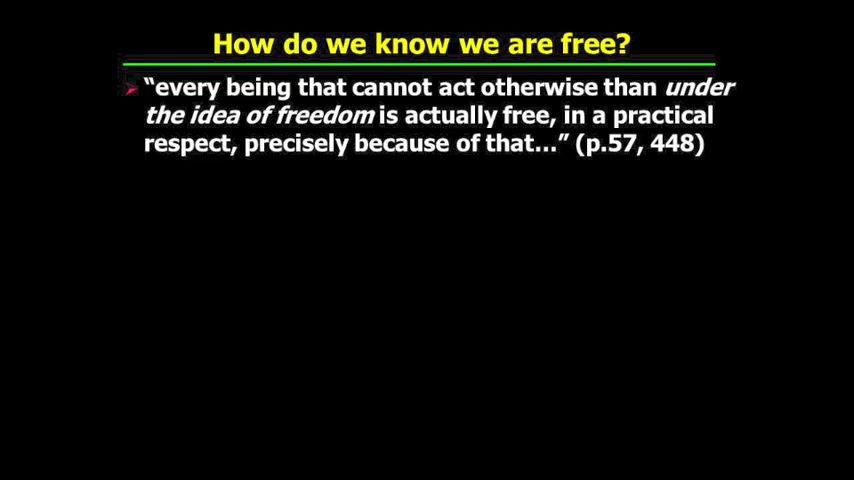 How do we know we are free?
“every being that cannot act otherwise than under
the idea of freedom is actually free, in a practical
respect, precisely because of that…” (p.57, 448)